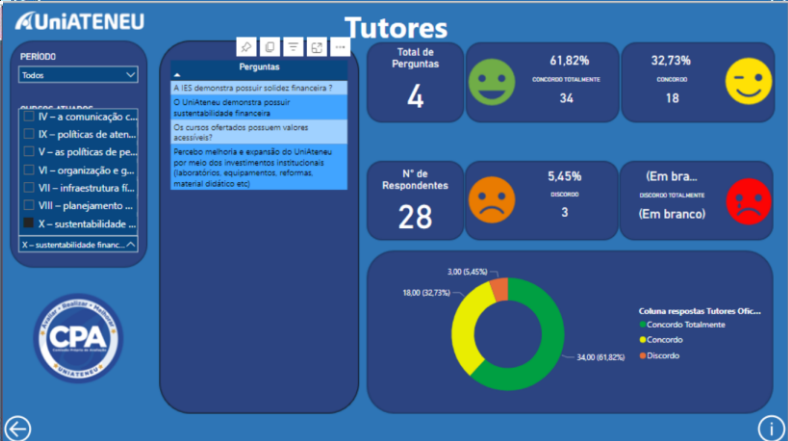 UniATENEU
Tutores
PERÍODO
Todos
CURSOS ATIVADOS
IV – a comunicação c...
IX – políticas de aten...
V – as políticas de pe...
VI – organização e g...
VII – infraestrutura fí...
VIII – planejamento ...
X – sustentabilidade ...
X – sustentabilidade financ...
CPA
UNIATENEU
Perguntas
A IES demonstra possuir solidez financeira ?
O UniAteneu demonstra possuir
sustentabilidade financeira
Os cursos ofertados possuem valores
acessíveis?
Percebo melhoria e expansão do UniAteneu
por meio dos investimentos institucionais
(laboratórios, equipamentos, reformas,
material didático etc)
Total de
Perguntas
4
61,82%
CONCORDO TOTALMENTE
34
32,73%
CONCORDO
18
N° de
Respondentes
28
5,45%
DISCORDO
3
(Em bra...
DISCORDO TOTALMENTE
(Em branco)
3,00 (5,45%)
18,00 (32,73%)
34,00 (61,82%)
Coluna respostas Tutores Ofic...
Concordo Totalmente
Concordo
Discordo